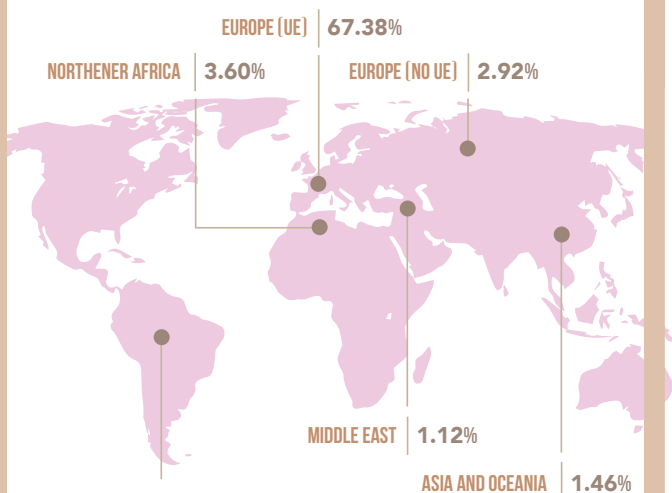 EUROPE (UE) 67.38%
NORTHENER AFRICA 3.60%
EUROPE (NO UE) 2.92%
MIDDLE EAST 1.12%
ASIA AND OCEANIA 1.46%